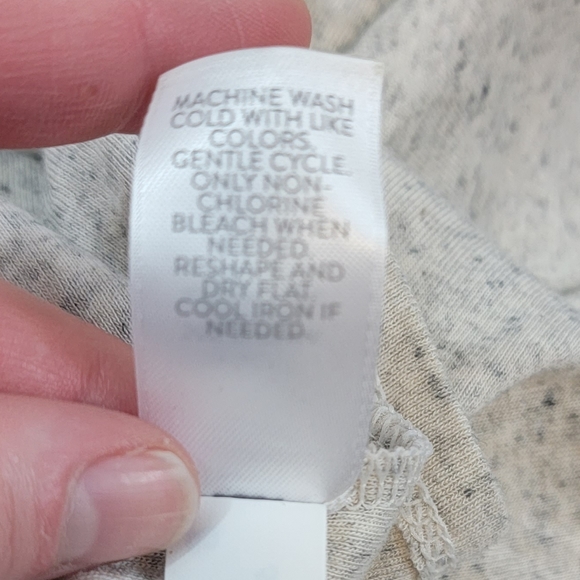 MACHINE WASH
COLD WITH LIKE
COLORS.
GENTLE CYCLE.
ONLY NON-
CHLORINE
BLEACH WHEN
NEEDED.
RESHAPE AND
DRY FLAT.
COOL IRON IF
NEEDED.